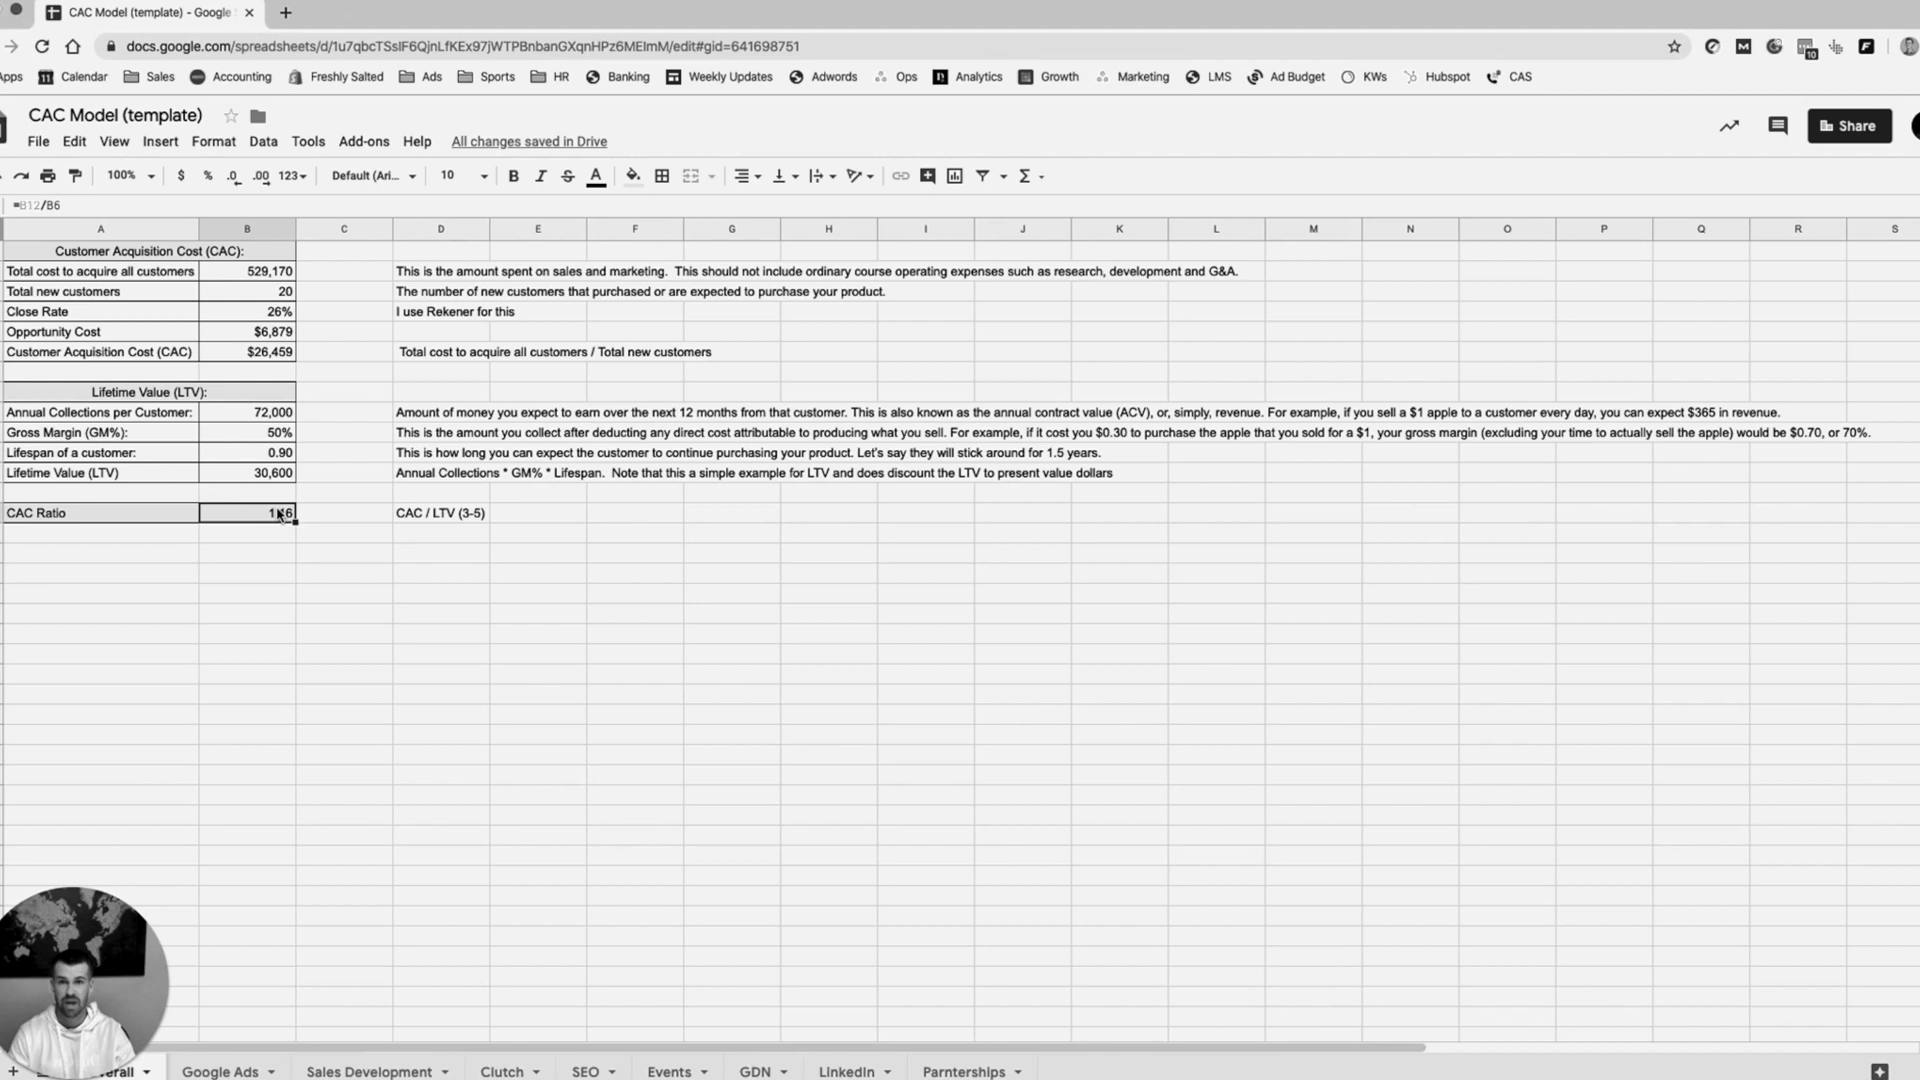 CAC Model (template) - Google
docs.google.com/spreadsheets/d/1u7qbcTSsIF6QjnLfKEx97jWTPBnbanGXqnHPz6MEImM/edit#gid=641698751
10
Apps Calendar Sales Accounting Freshly Salted Ads Sports HR Banking Weekly Updates Adwords Ops Analytics Growth Marketing LMS Ad Budget KWs Hubspot CAS
CAC Model (template)
Share
File Edit View Insert Format Data Tools Add-ons Help All changes saved in Drive
100% $ % .0 .00 123 Default (Ari... 10 B I S A
=B12/B6
A B C D E F G H I J K L M N O P Q R S
Customer Acquisition Cost (CAC):
Total cost to acquire all customers 529,170 This is the amount spent on sales and marketing. This should not include ordinary course operating expenses such as research, development and G&A.
Total new customers 20 The number of new customers that purchased or are expected to purchase your product.
Close Rate 26% I use Rekener for this
Opportunity Cost $6,879
Customer Acquisition Cost (CAC) $26,459 Total cost to acquire all customers / Total new customers
Lifetime Value (LTV):
Annual Collections per Customer: 72,000 Amount of money you expect to earn over the next 12 months from that customer. This is also known as the annual contract value (ACV), or, simply, revenue. For example, if you sell a $1 apple to a customer every day, you can expect $365 in revenue.
Gross Margin (GM%): 50% This is the amount you collect after deducting any direct cost attributable to producing what you sell. For example, if it cost you $0.30 to purchase the apple that you sold for a $1, your gross margin (excluding your time to actually sell the apple) would be $0.70, or 70%.
Lifespan of a customer: 0.90 This is how long you can expect the customer to continue purchasing your product. Let's say they will stick around for 1.5 years.
Lifetime Value (LTV) 30,600 Annual Collections * GM% * Lifespan. Note that this a simple example for LTV and does discount the LTV to present value dollars
CAC Ratio CAC / LTV (3-5)
Google Ads Sales Development Clutch SEO Events GDN LinkedIn Parnterships